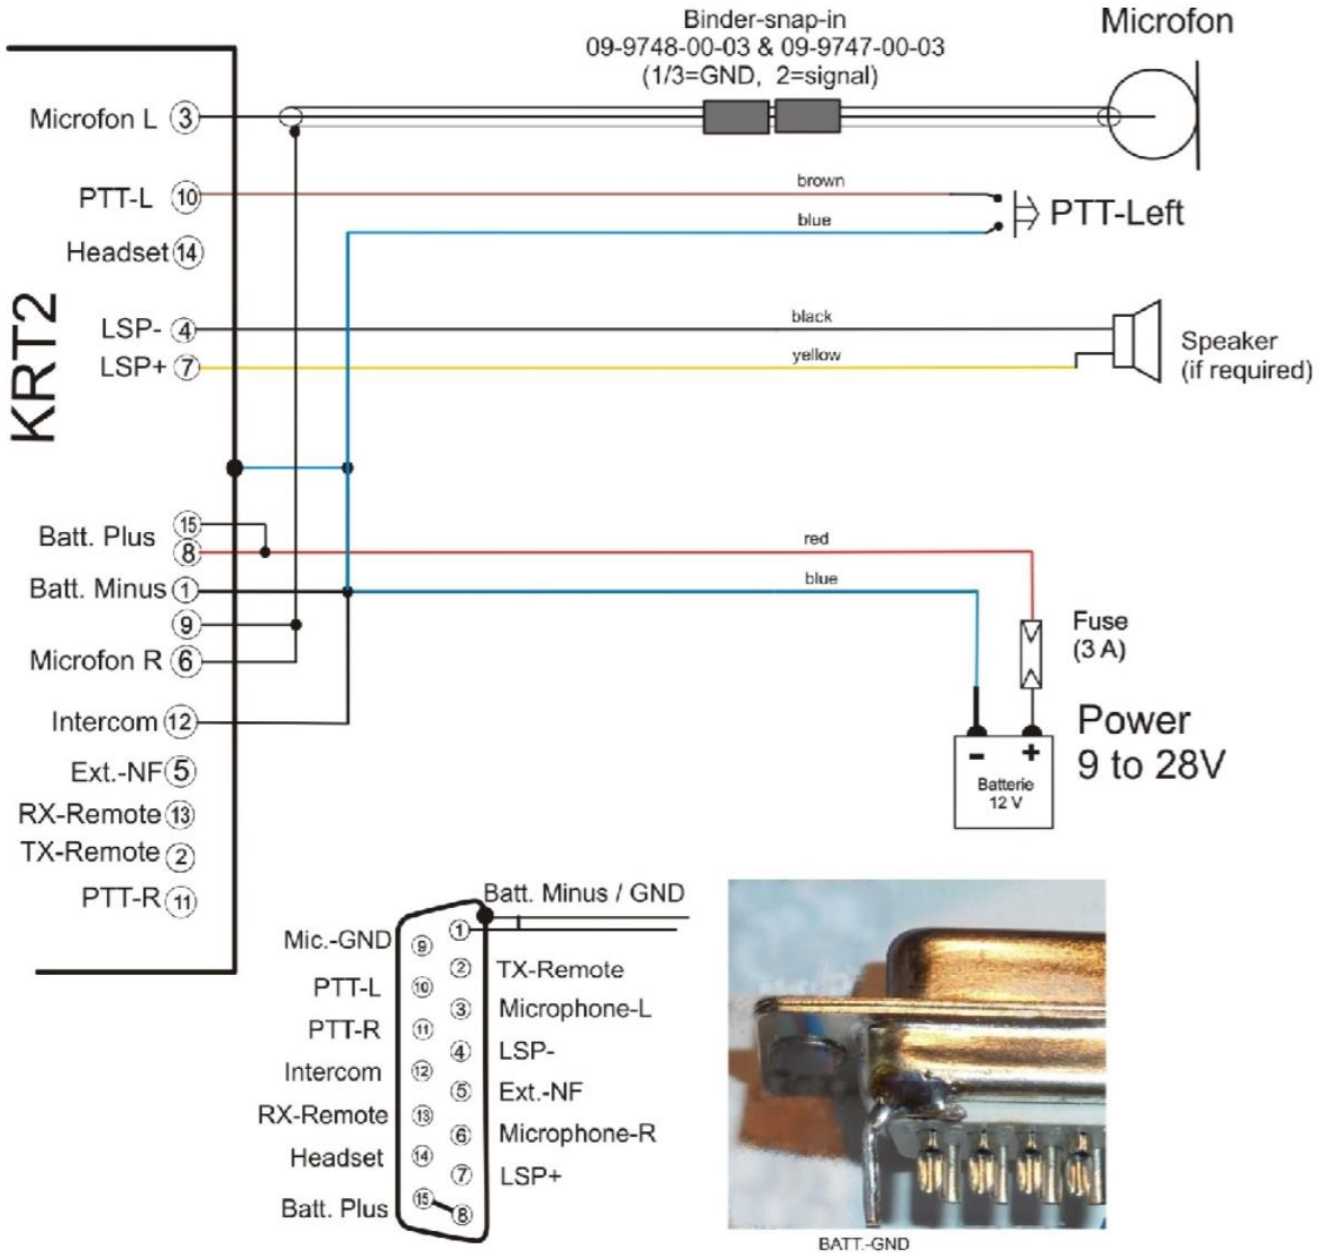 Binder-snap-in
09-9748-00-03 & 09-9747-00-03
(1/3=GND, 2=signal)
Microfon
KRT2
Microfon L 3
PTT-L 10
brown
blue
PTT-Left
Headset 14
LSP- 4
black
LSP+ 7
yellow
Speaker
(if required)
Batt. Plus
15
8
red
Batt. Minus 1
blue
9
Microfon R 6
Fuse
(3 A)
Intercom 12
Ext.-NF 5
RX-Remote 13
TX-Remote 2
PTT-R 11
Power
9 to 28V
- +
Batterie
12 V
Batt. Minus / GND
1
Mic.-GND 9
2 TX-Remote
PTT-L 10
3 Microphone-L
PTT-R 11
4 LSP-
Intercom 12
5 Ext.-NF
RX-Remote 13
6 Microphone-R
Headset 14
7 LSP+
Batt. Plus 15
8
BATT.-GND